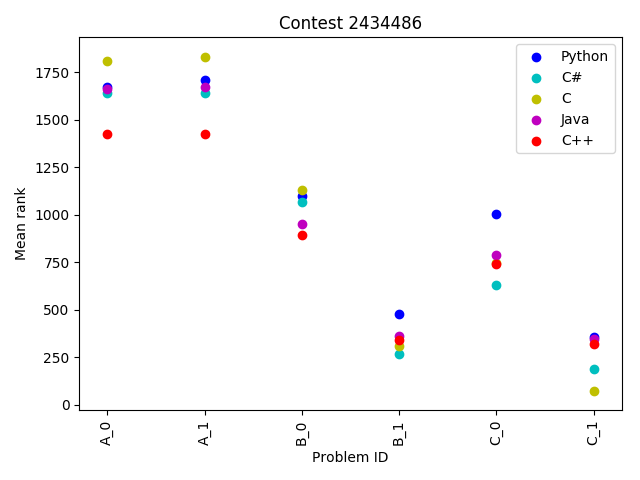 Contest 2434486
Python
C#
C
Java
C++
Mean rank
1750
1500
1250
1000
750
500
250
0
A_0
A_1
B_0
B_1
C_0
C_1
Problem ID